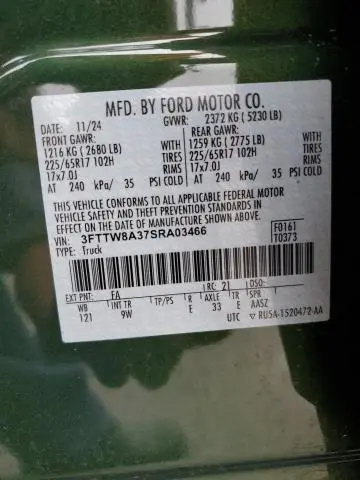 MFD. BY FORD MOTOR CO.
DATE: 11/24 GVWR: 2372 KG (5230 LB)
FRONT GAWR: REAR GAWR:
1216 KG (2680 LB) WITH 1259 KG (2775 LB) WITH
225/65R17 102H TIRES 225/65R17 102H TIRES
17x7.0J RIMS 17x7.0J RIMS
AT 240 kPa/ 35 PSI COLD AT 240 kPa/ 35 PSI COLD
THIS VEHICLE CONFORMS TO ALL APPLICABLE FEDERAL MOTOR
VEHICLE SAFETY AND BUMPER STANDARDS IN
EFFECT ON THE DATE OF MANUFACTURE SHOWN ABOVE.
VIN: 3FTTW8A37SRA03466 F0161
TYPE: Truck T0373
EXT PNT: FA RC: 21 DSO:
WB INT TR TP/PS R AXLE TR SPR
121 9W E 33 E AASZ
UTC ▽ RU5A-1520472-AA